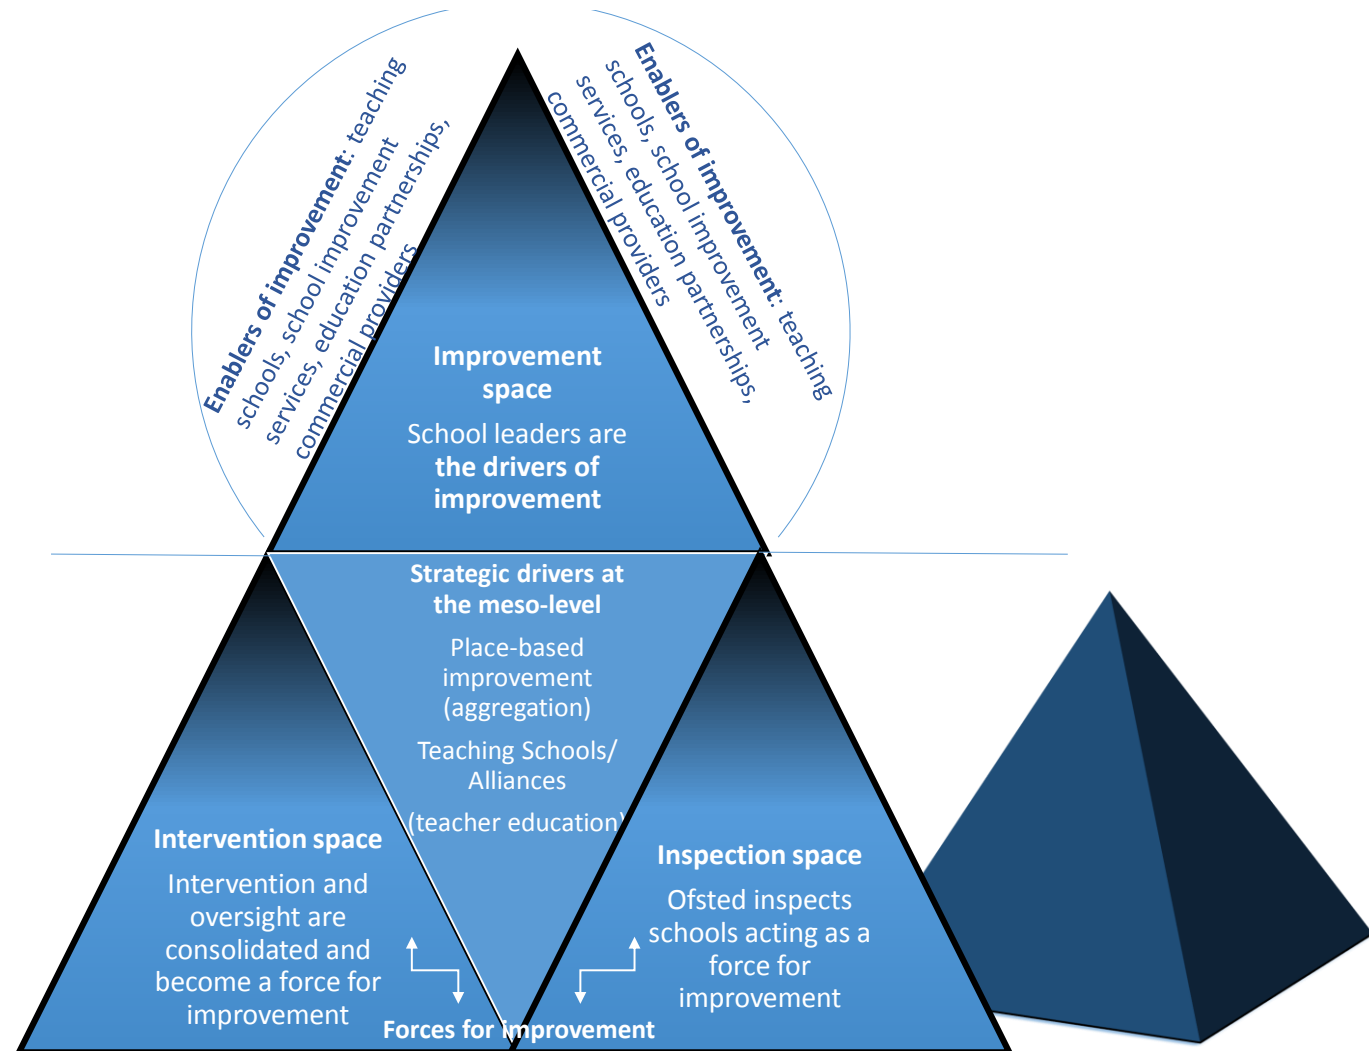 Enablers of improvement: teaching
schools, school improvement
services, education partnerships,
commercial providers
Enablers of improvement: teaching
schools, school improvement
services, education partnerships,
commercial providers
Improvement
space
School leaders are
the drivers of
improvement
Strategic drivers at
the meso-level
Place-based
improvement
(aggregation)
Teaching Schools/
Alliances
(teacher education)
Intervention space
Intervention and
oversight are
consolidated and
become a force for
improvement
Inspection space
Ofsted inspects
schools acting as a
force for
improvement
Forces for improvement